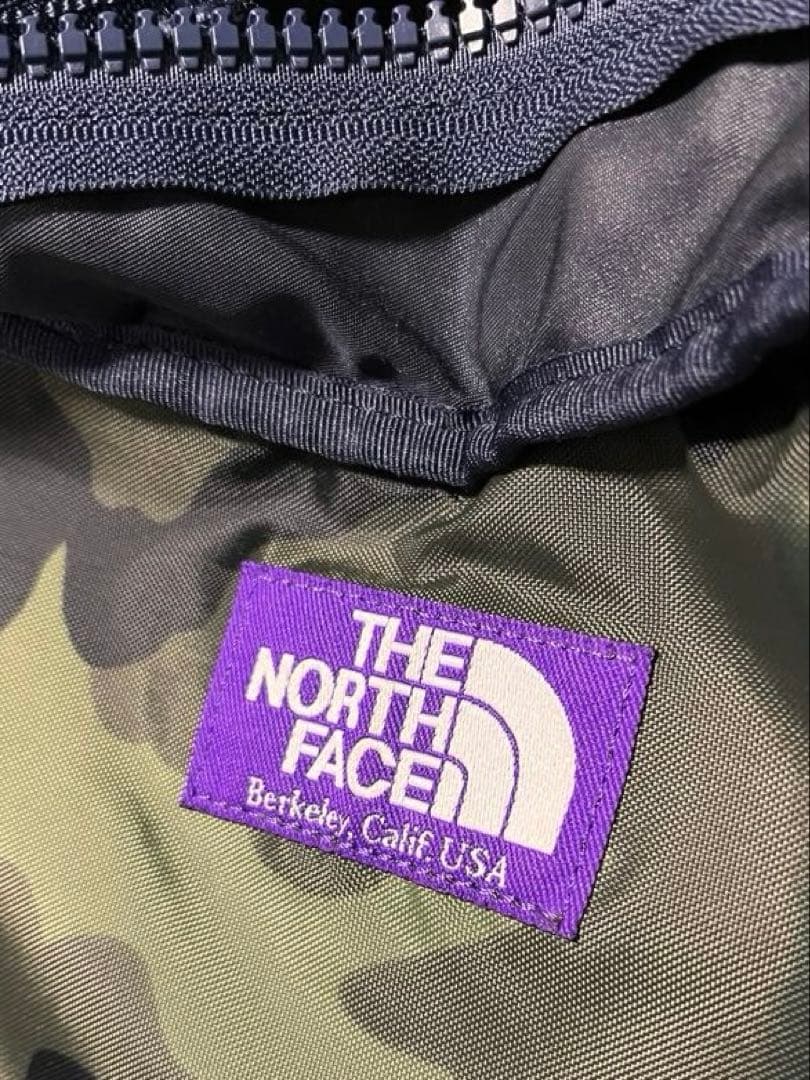 THE
NORTH
FACE
Berkeley, Calif. USA